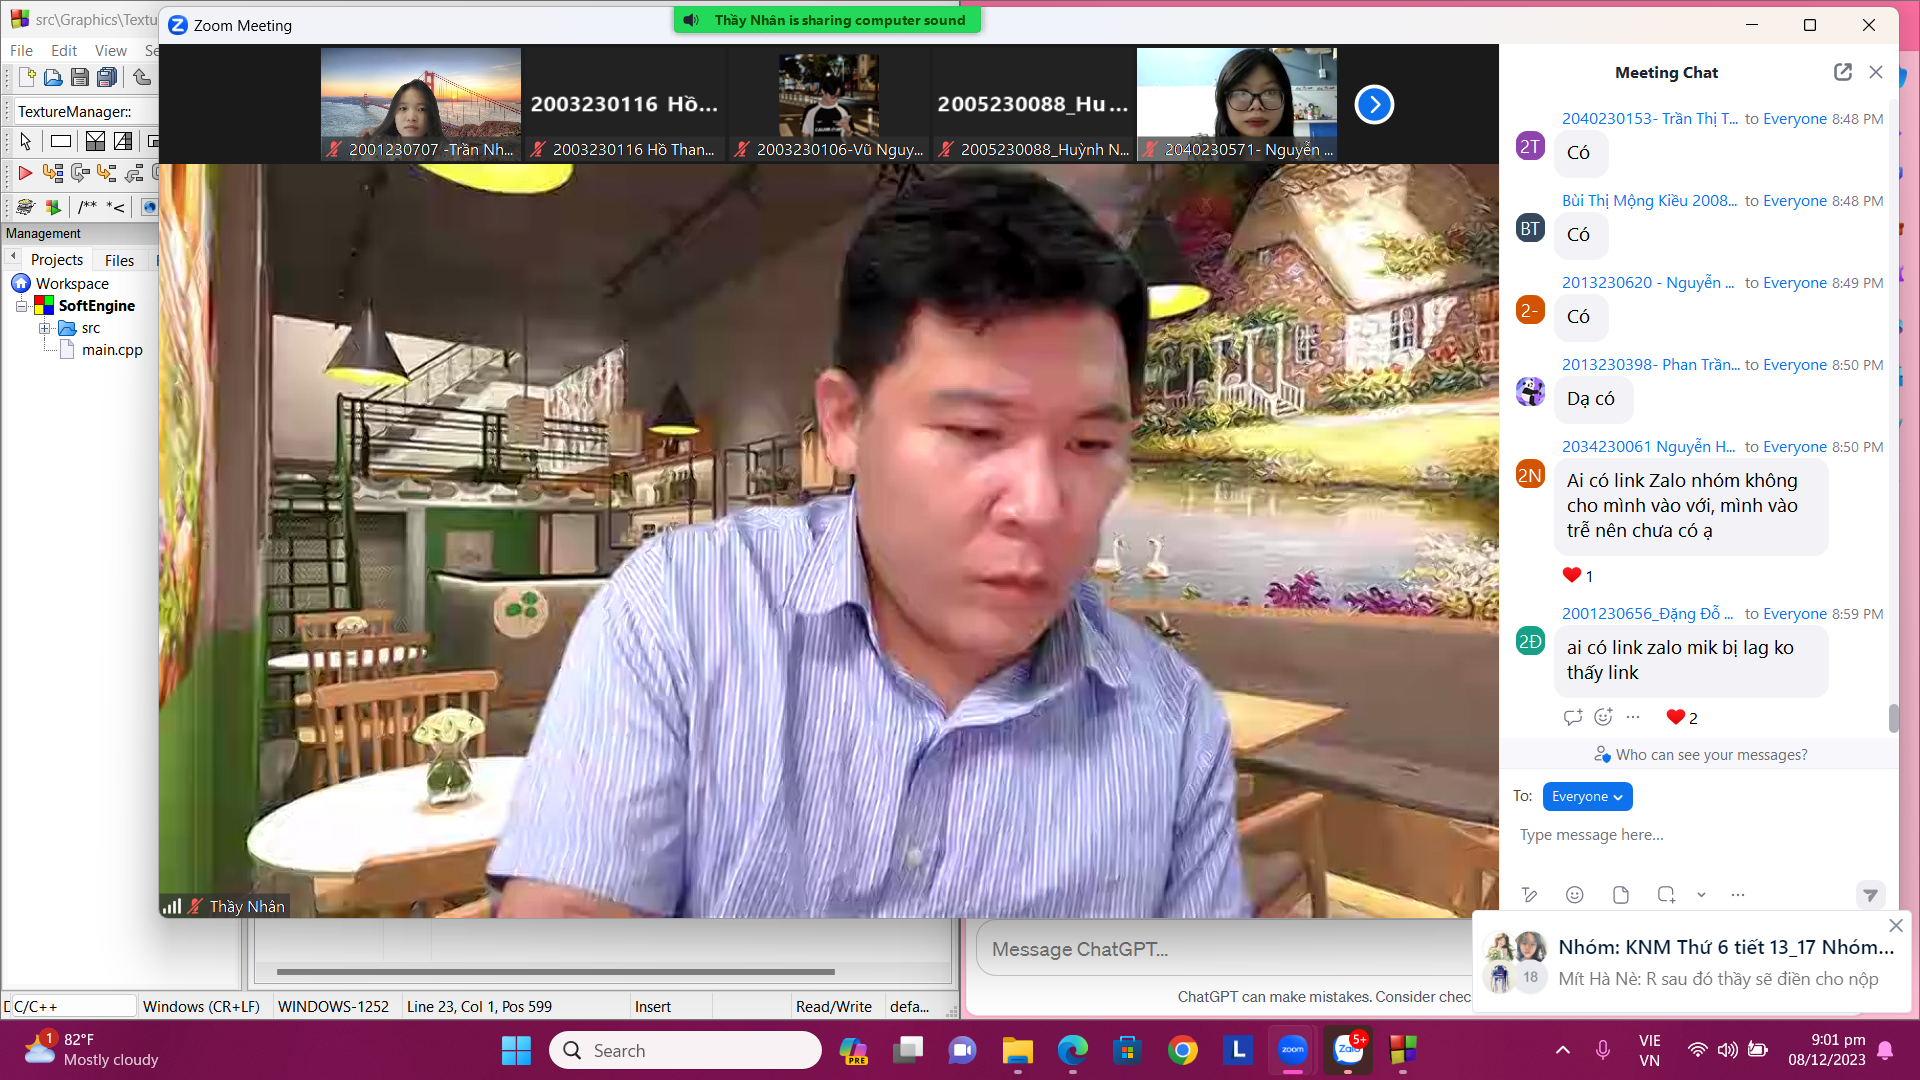 src\Graphics\Textu
Zoom Meeting
Thầy Nhân is sharing computer sound
File Edit View Se
TextureManager::
/** *<
Management
Projects Files
Workspace
SoftEngine
src
main.cpp
2001230707 -Trần Nh...
2003230116 Hồ...
2003230116 Hồ Than...
2003230106-Vũ Nguy...
2005230088_Hu...
2005230088_Huỳnh N...
2040230571- Nguyễn ...
Thầy Nhân
Meeting Chat
2040230153- Trần Thị T... to Everyone 8:48 PM
2T
Có
Bùi Thị Mộng Kiều 2008... to Everyone 8:48 PM
BT
Có
2013230620 - Nguyễn ... to Everyone 8:49 PM
2-
Có
2013230398- Phan Trần... to Everyone 8:50 PM
Dạ có
2034230061 Nguyễn H... to Everyone 8:50 PM
2N
Ai có link Zalo nhóm không
cho mình vào với, mình vào
trễ nên chưa có ạ
1
2001230656_Đặng Đỗ ... to Everyone 8:59 PM
2Đ
ai có link zalo mik bị lag ko
thấy link
2
Who can see your messages?
To: Everyone
Type message here...
Nhóm: KNM Thứ 6 tiết 13_17 Nhóm...
18
Mít Hà Nè: R sau đó thầy sẽ điền cho nộp
Message ChatGPT...
ChatGPT can make mistakes. Consider chec
C/C++ Windows (CR+LF) WINDOWS-1252 Line 23, Col 1, Pos 599 Insert Read/Write defa...
1
82°F
Mostly cloudy
Search
PRE
L
zoom
Zalo
5+
VIE
VN
9:01 pm
08/12/2023